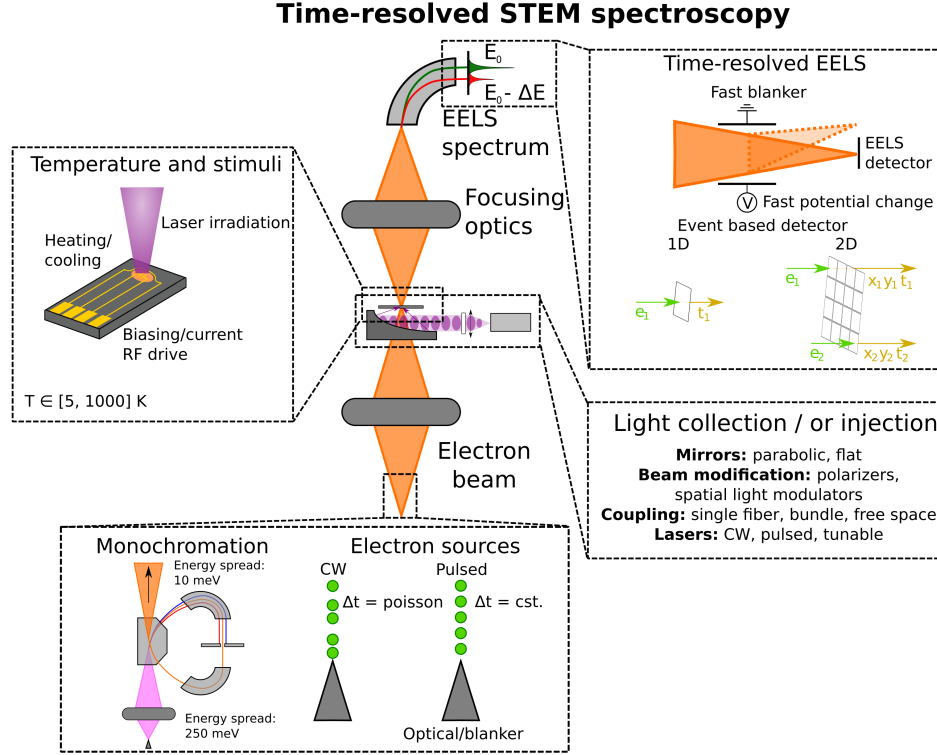 Time-resolved STEM spectroscopy
E0
E0 - ΔE
EELS
spectrum
Focusing
optics
Electron
beam
Temperature and stimuli
Laser irradiation
Heating/
cooling
Biasing/current
RF drive
T ∈ [5, 1000] K
Time-resolved EELS
Fast blanker
EELS
detector
V
Fast potential change
Event based detector
1D
2D
e1
t1
e1
x1 y1 t1
e2
x2 y2 t2
Light collection / or injection
Mirrors: parabolic, flat
Beam modification: polarizers,
spatial light modulators
Coupling: single fiber, bundle, free space
Lasers: CW, pulsed, tunable
Monochromation
Energy spread:
10 meV
Energy spread:
250 meV
Electron sources
CW
Pulsed
Δt = poisson
Δt = cst.
Optical/blanker